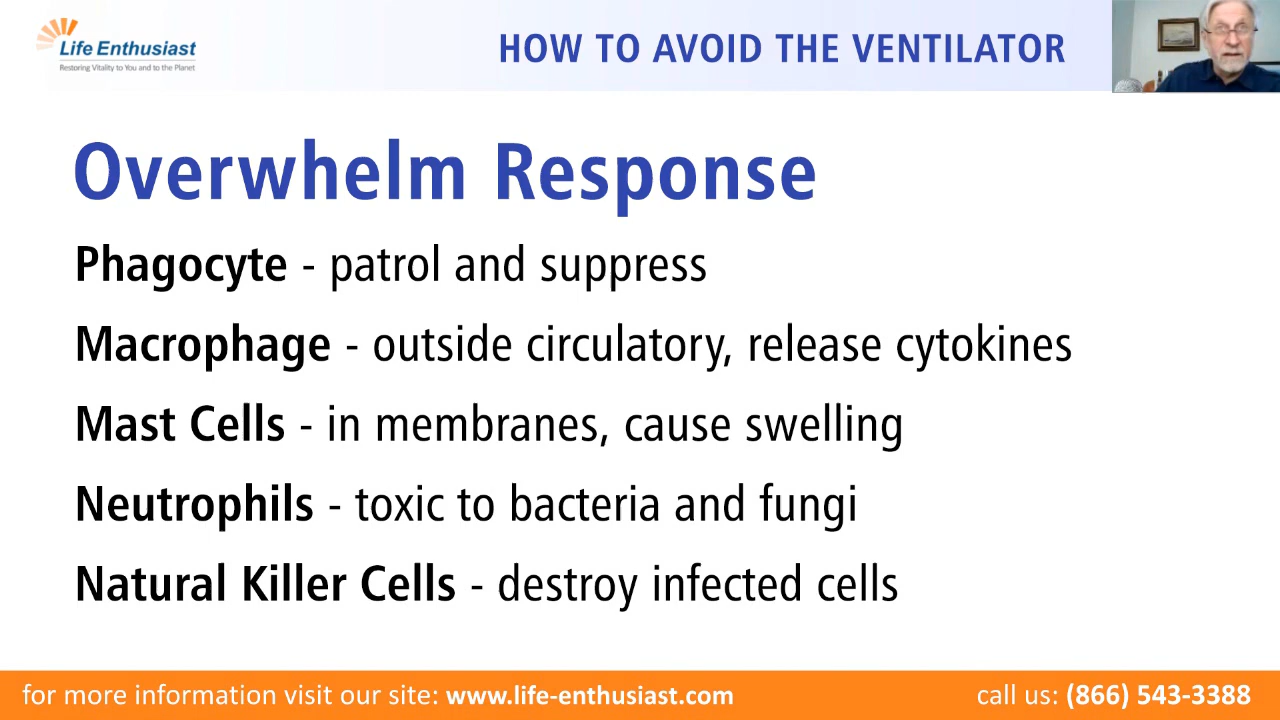 Life Enthusiast
Restoring Vitality to You and to the Planet
HOW TO AVOID THE VENTILATOR
Overwhelm Response
Phagocyte - patrol and suppress
Macrophage - outside circulatory, release cytokines
Mast Cells - in membranes, cause swelling
Neutrophils - toxic to bacteria and fungi
Natural Killer Cells - destroy infected cells
for more information visit our site: www.life-enthusiast.com
call us: (866) 543-3388